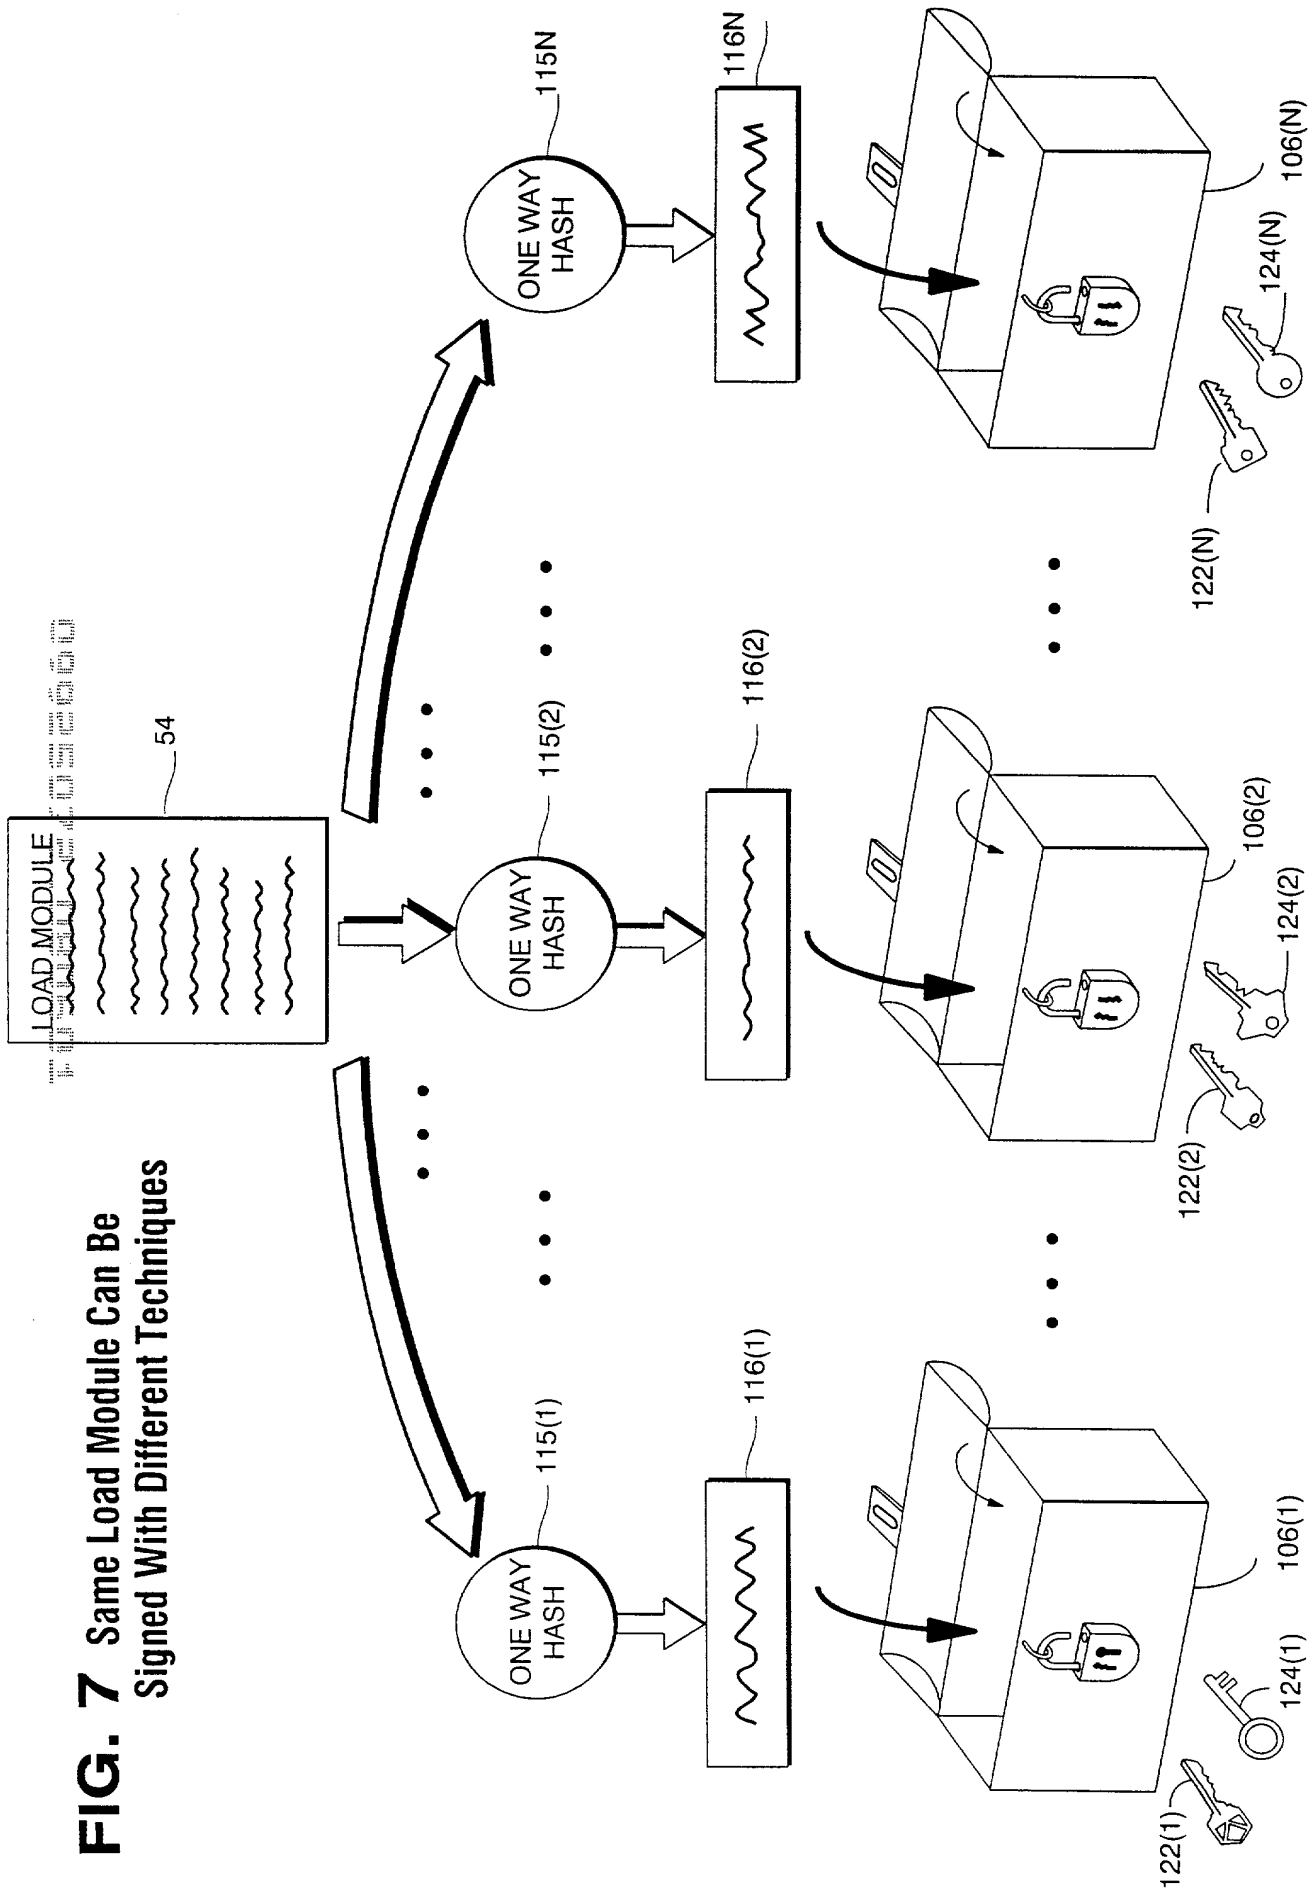 FIG. 7 Same Load Module Can Be
Signed With Different Techniques
LOAD MODULE
54
ONE WAY
HASH
115(1)
ONE WAY
HASH
115(2)
ONE WAY
HASH
115N
116(1)
116(2)
116N
106(1)
122(1)
124(1)
106(2)
122(2)
124(2)
106(N)
122(N)
124(N)